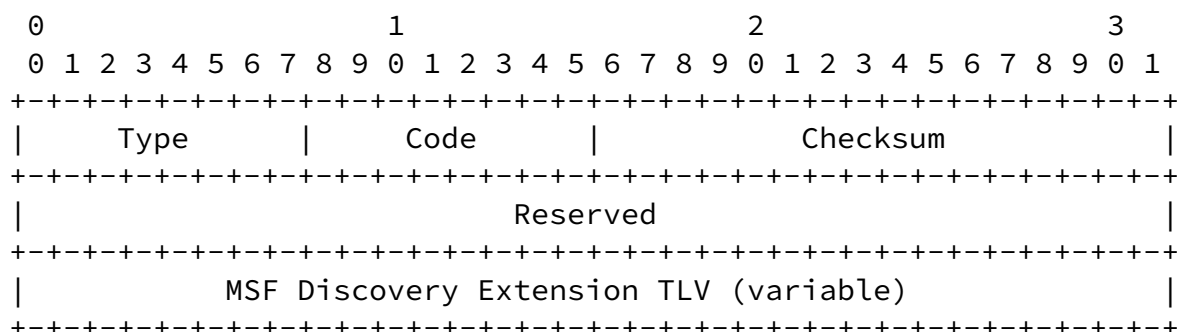 0                   1                   2                   3
 0 1 2 3 4 5 6 7 8 9 0 1 2 3 4 5 6 7 8 9 0 1 2 3 4 5 6 7 8 9 0 1
+-+-+-+-+-+-+-+-+-+-+-+-+-+-+-+-+-+-+-+-+-+-+-+-+-+-+-+-+-+-+-+-+
|     Type      |     Code      |           Checksum            |
+-+-+-+-+-+-+-+-+-+-+-+-+-+-+-+-+-+-+-+-+-+-+-+-+-+-+-+-+-+-+-+-+
|                           Reserved                            |
+-+-+-+-+-+-+-+-+-+-+-+-+-+-+-+-+-+-+-+-+-+-+-+-+-+-+-+-+-+-+-+-+
|           MSF Discovery Extension TLV (variable)              |
+-+-+-+-+-+-+-+-+-+-+-+-+-+-+-+-+-+-+-+-+-+-+-+-+-+-+-+-+-+-+-+-+